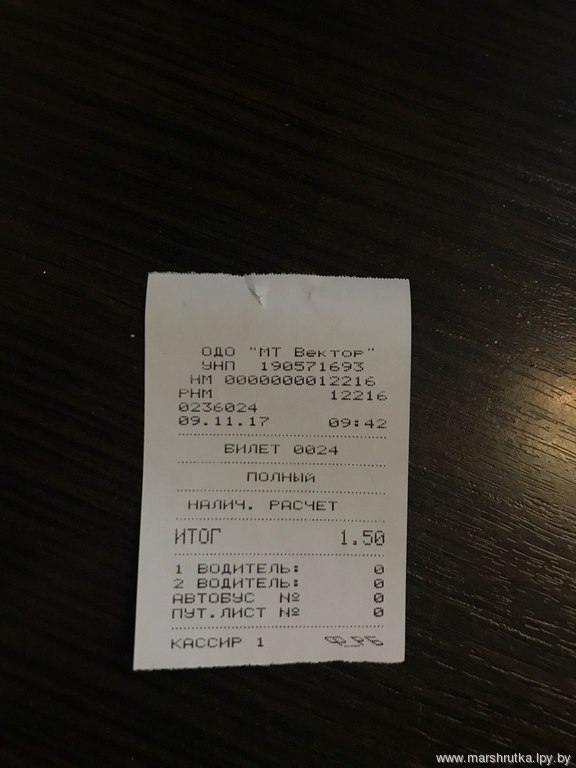 ОДО "МТ Вектор"
УНП 190571693
НМ 0000000012216
РНМ 12216
0236024
09.11.17 09:42
БИЛЕТ 0024
ПОЛНЫЙ
НАЛИЧ. РАСЧЕТ
ИТОГ 1.50
1 ВОДИТЕЛЬ: 0
2 ВОДИТЕЛЬ: 0
АВТОБУС № 0
ПУТ.ЛИСТ № 0
КАССИР 1
www.marshrutka.lpy.by